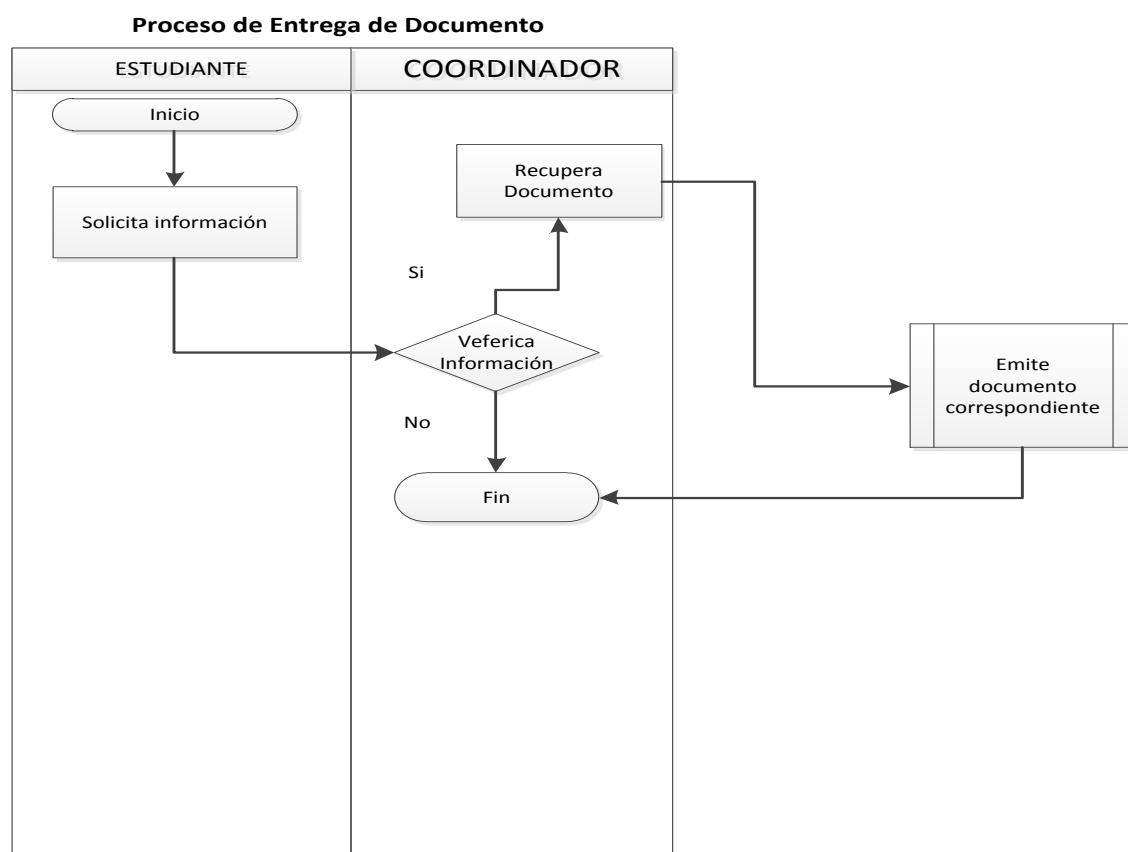 Proceso de Entrega de Documento
ESTUDIANTE
COORDINADOR
Inicio
Recupera
Documento
Solicita información
Si
Veferica
Información
Emite
documento
correspondiente
No
Fin